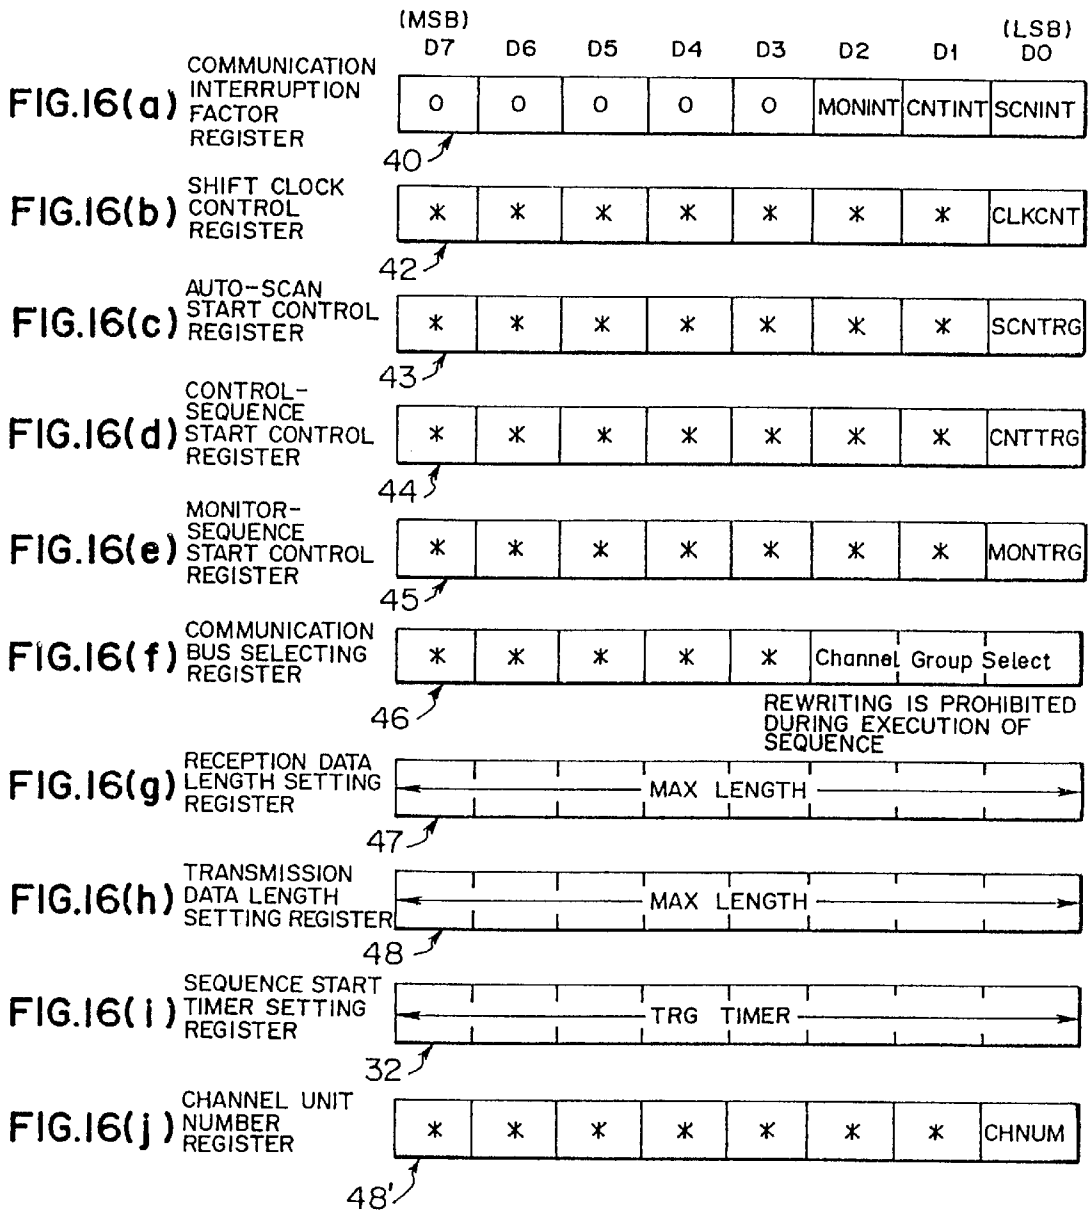 (MSB) (LSB)
D7 D6 D5 D4 D3 D2 D1 D0
FIG.16(a)
COMMUNICATION
INTERRUPTION
FACTOR
REGISTER
0 0 0 0 0 MONINT CNTINT SCNINT
40
FIG.16(b)
SHIFT CLOCK
CONTROL
REGISTER
* * * * * * * CLKCNT
42
FIG.16(c)
AUTO-SCAN
START CONTROL
REGISTER
* * * * * * * SCNTRG
43
FIG.16(d)
CONTROL-
SEQUENCE
START CONTROL
REGISTER
* * * * * * * CNTTRG
44
FIG.16(e)
MONITOR-
SEQUENCE
START CONTROL
REGISTER
* * * * * * * MONTRG
45
FIG.16(f)
COMMUNICATION
BUS SELECTING
REGISTER
* * * * * Channel Group Select
46
REWRITING IS PROHIBITED
DURING EXECUTION OF
SEQUENCE
FIG.16(g)
RECEPTION DATA
LENGTH SETTING
REGISTER
MAX LENGTH
47
FIG.16(h)
TRANSMISSION
DATA LENGTH
SETTING REGISTER
MAX LENGTH
48
FIG.16(i)
SEQUENCE START
TIMER SETTING
REGISTER
TRG TIMER
32
FIG.16(j)
CHANNEL UNIT
NUMBER
REGISTER
* * * * * * * CHNUM
48'